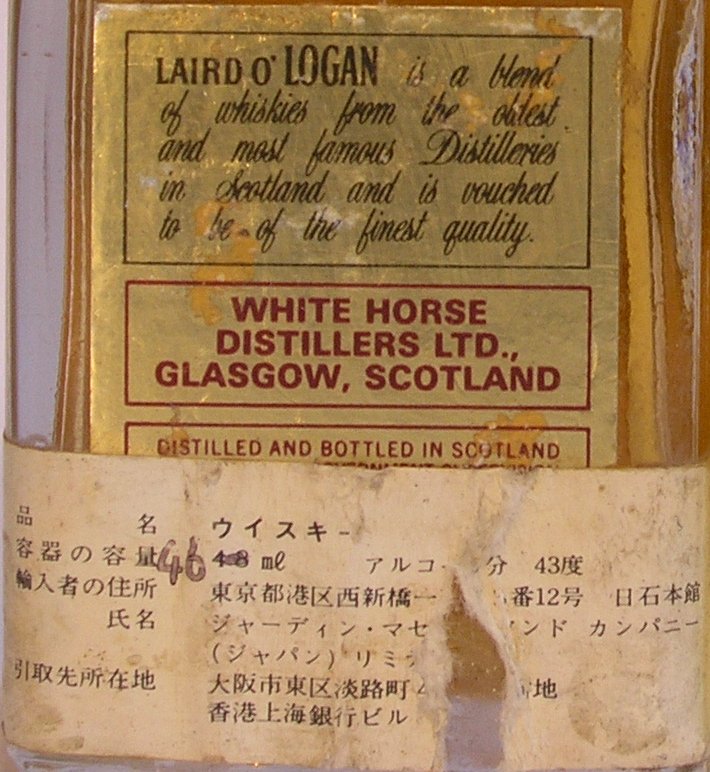 LAIRD O' LOGAN is a blend
of whiskies from the oldest
and most famous Distilleries
in Scotland and is vouched
to be of the finest quality.
WHITE HORSE
DISTILLERS LTD.,
GLASGOW, SCOTLAND
DISTILLED AND BOTTLED IN SCOTLAND
品名 ウイスキー
容器の容量 46 48 ml アルコ 分 43度
輸入者の住所 東京都港区西新橋一 番12号 日石本館
氏名 ジャーディン・マセ ンド カンパニー
(ジャパン) リミ
引取先所在地 大阪市東区淡路町 地
香港上海銀行ビル